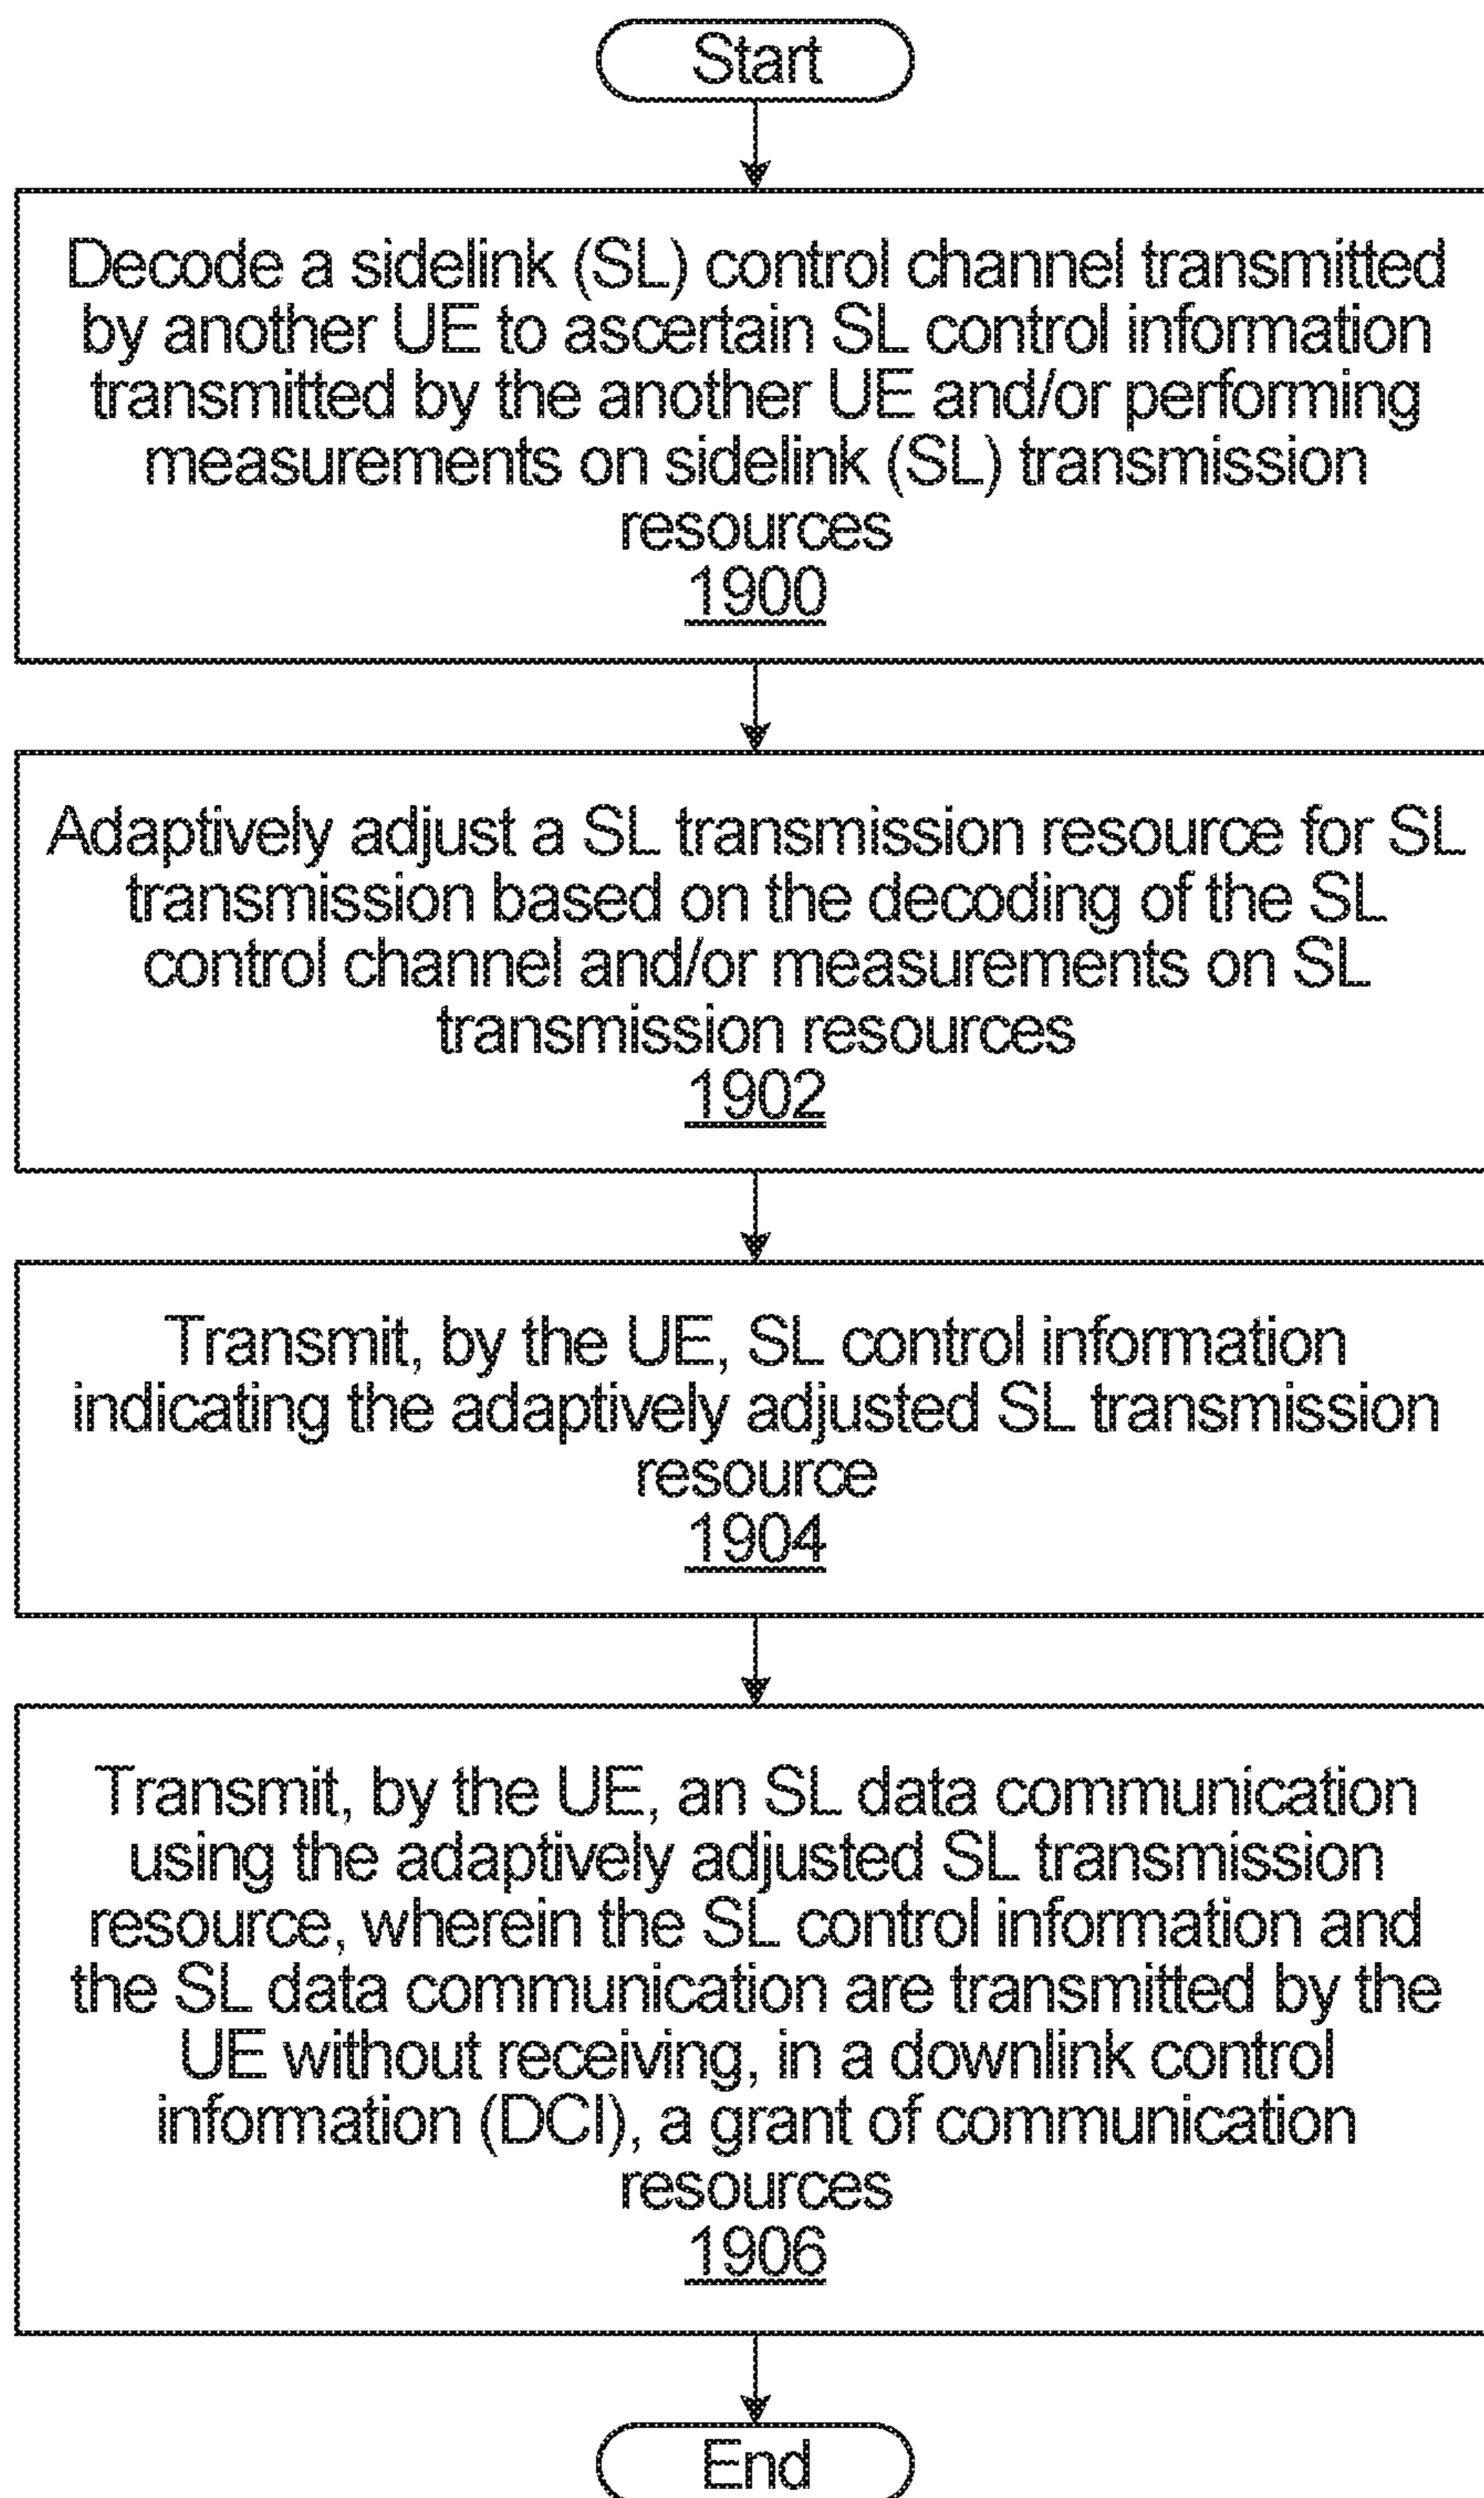 Start
Decode a sidelink (SL) control channel transmitted
by another UE to ascertain SL control information
transmitted by the another UE and/or performing
measurements on sidelink (SL) transmission
resources
1900
Adaptively adjust a SL transmission resource for SL
transmission based on the decoding of the SL
control channel and/or measurements on SL
transmission resources
1902
Transmit, by the UE, SL control information
indicating the adaptively adjusted SL transmission
resource
1904
Transmit, by the UE, an SL data communication
using the adaptively adjusted SL transmission
resource, wherein the SL control information and
the SL data communication are transmitted by the
UE without receiving, in a downlink control
information (DCI), a grant of communication
resources
1906
End